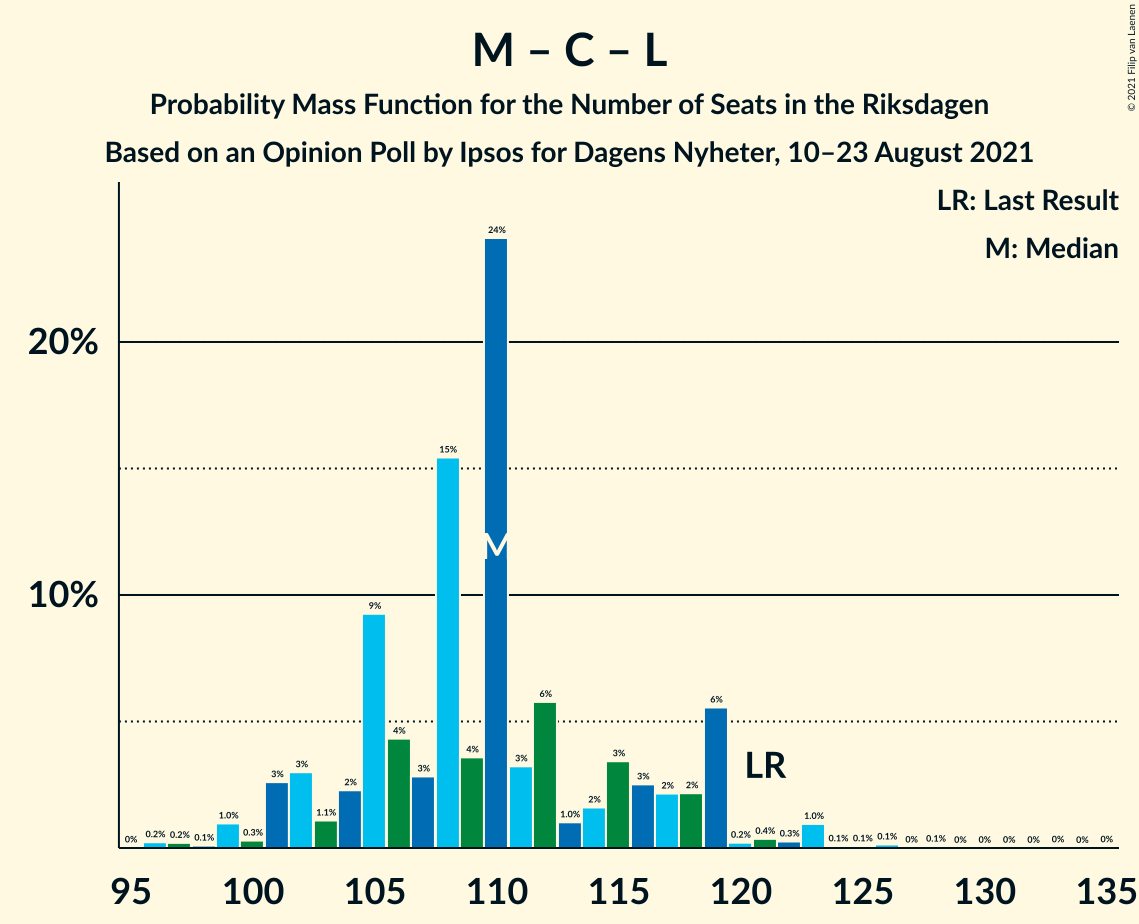 M – C – L
Probability Mass Function for the Number of Seats in the Riksdagen
Based on an Opinion Poll by Ipsos for Dagens Nyheter, 10–23 August 2021
© 2021 Filip van Laenen
LR: Last Result
M: Median
20%
10%
0% 0.2% 0.2% 0.1% 1.0% 0.3% 3% 3% 1.1% 2% 9% 4% 3% 15% 4% 24% 3% 6% 1.0% 2% 3% 3% 2% 2% 6% 0.2% 0.4% 0.3% 1.0% 0.1% 0.1% 0.1% 0% 0.1% 0% 0% 0% 0% 0% 0% 0%
M
LR
95 100 105 110 115 120 125 130 135